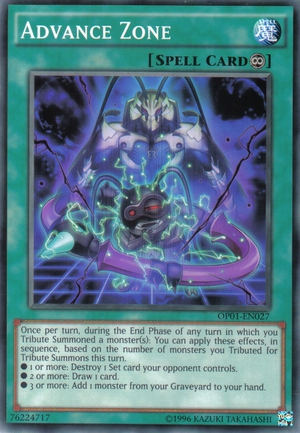 ADVANCE ZONE
[SPELL CARD]
OP01-EN027
Once per turn, during the End Phase of any turn in which you
Tribute Summoned a monster(s): You can apply these effects, in
sequence, based on the number of monsters you Tributed for
Tribute Summons this turn.
● 1 or more: Destroy 1 Set card your opponent controls.
● 2 or more: Draw 1 card.
● 3 or more: Add 1 monster from your Graveyard to your hand.
76224717
©1996 KAZUKI TAKAHASHI